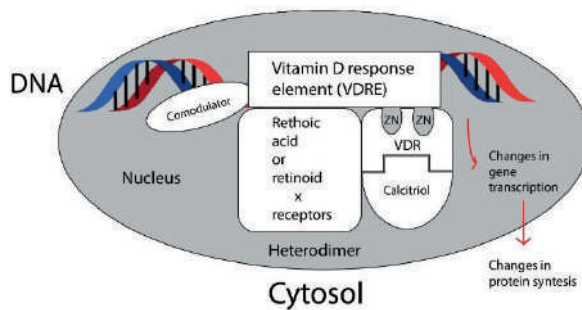 DNA
Vitamin D response
element (VDRE)
Comodulator
ZN
ZN
Rethoic
acid
or
retinoid
x
receptors
VDR
Calcitriol
Nucleus
Changes in
gene
transcription
Heterodimer
Changes in
protein syntesis
Cytosol